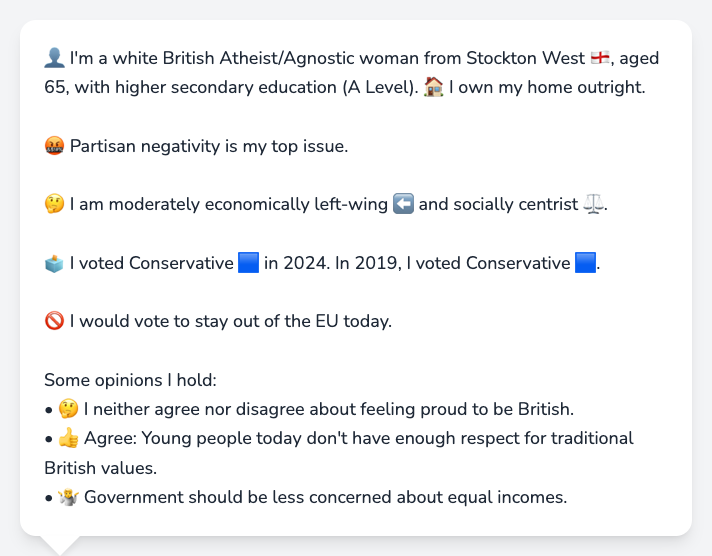 👤 I'm a white British Atheist/Agnostic woman from Stockton West 🏴󠁧󠁢󠁥󠁮󠁧󠁿, aged
65, with higher secondary education (A Level). 🏠 I own my home outright.
🤬 Partisan negativity is my top issue.
🤔 I am moderately economically left-wing ⬅️ and socially centrist ⚖️.
🗳️ I voted Conservative 🟦 in 2024. In 2019, I voted Conservative 🟦.
🚫 I would vote to stay out of the EU today.
Some opinions I hold:
• 🤔 I neither agree nor disagree about feeling proud to be British.
• 👍 Agree: Young people today don't have enough respect for traditional
British values.
• 🤷 Government should be less concerned about equal incomes.